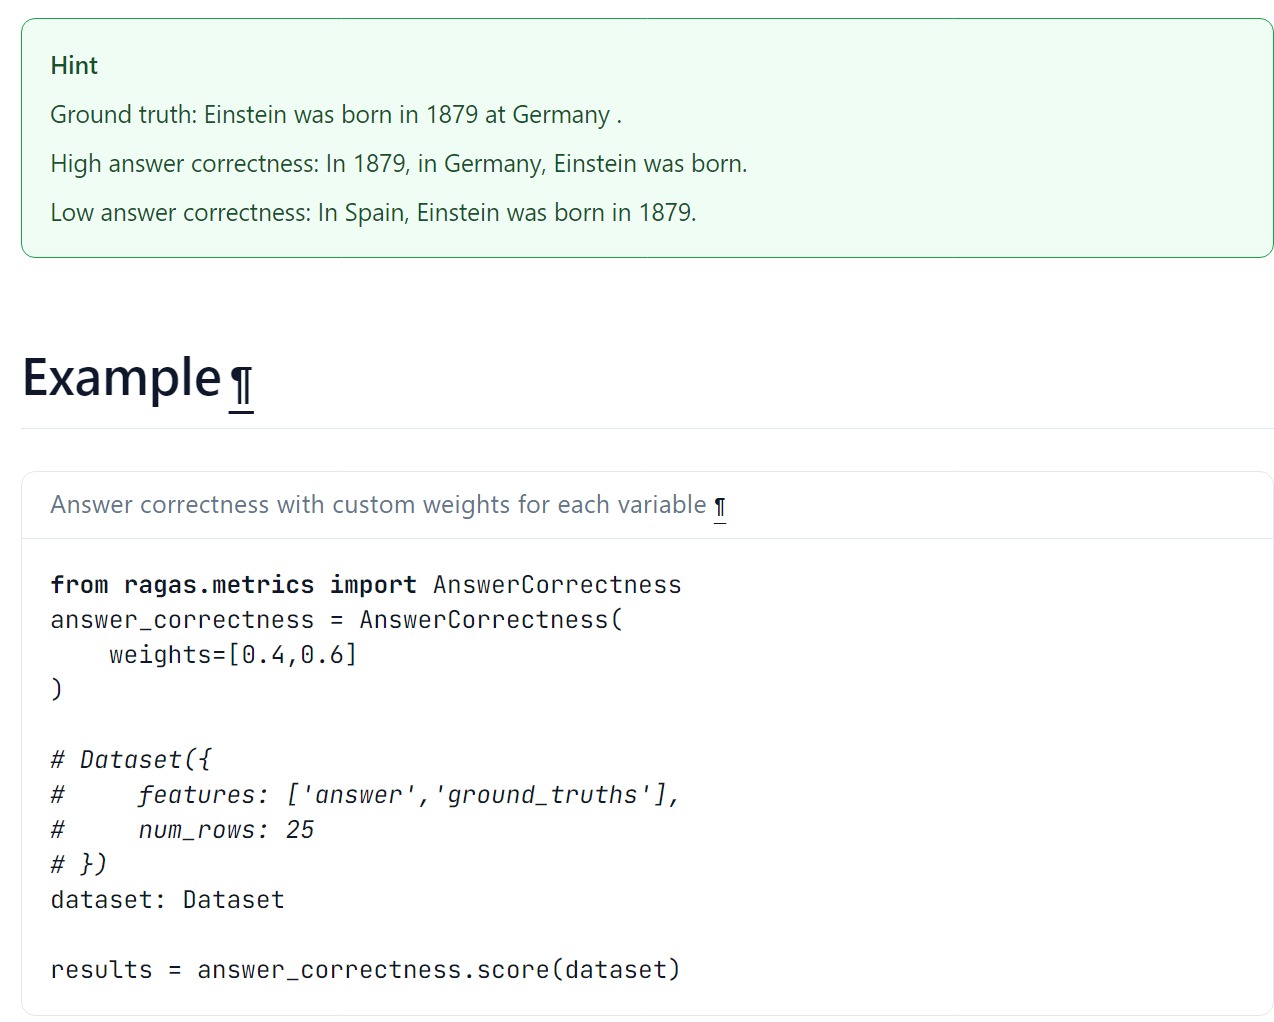 Hint
Ground truth: Einstein was born in 1879 at Germany .
High answer correctness: In 1879, in Germany, Einstein was born.
Low answer correctness: In Spain, Einstein was born in 1879.
Example¶
Answer correctness with custom weights for each variable ¶
from ragas.metrics import AnswerCorrectness
answer_correctness = AnswerCorrectness(
    weights=[0.4,0.6]
)
# Dataset({
#     features: ['answer','ground_truths'],
#     num_rows: 25
# })
dataset: Dataset
results = answer_correctness.score(dataset)